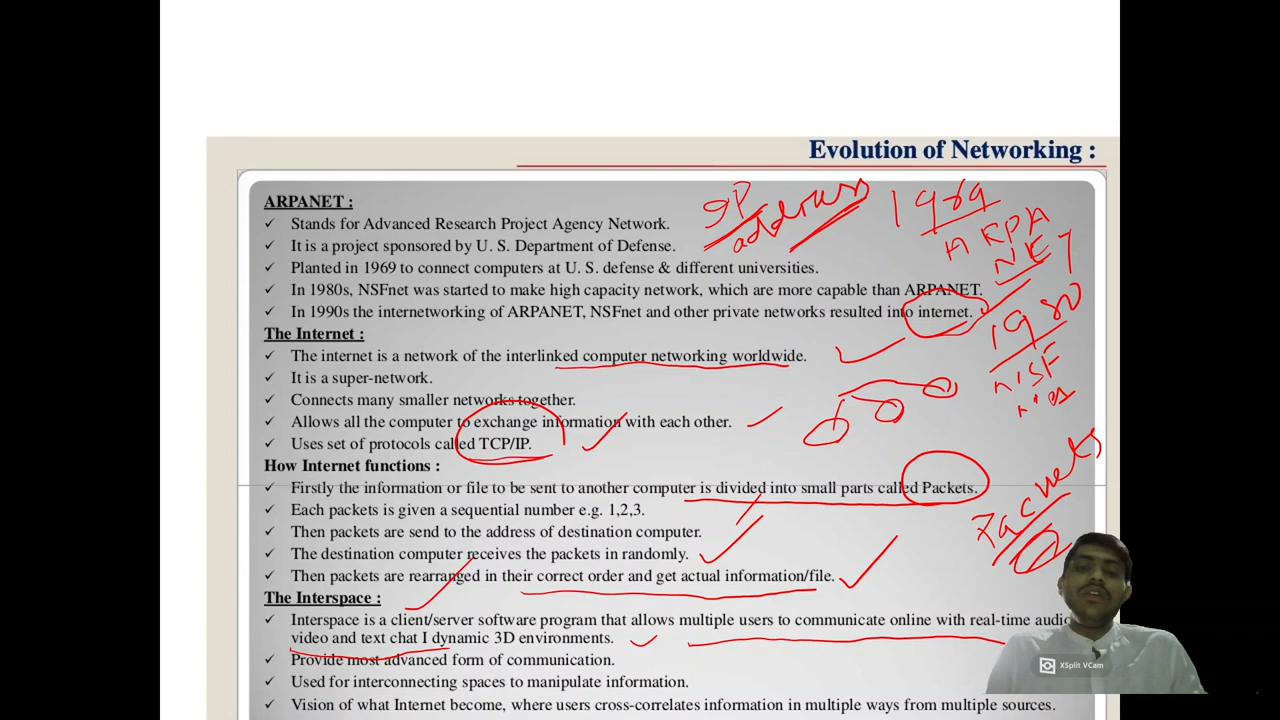 Evolution of Networking :
ARPANET :
✓ Stands for Advanced Research Project Agency Network.
✓ It is a project sponsored by U. S. Department of Defense.
✓ Planted in 1969 to connect computers at U. S. defense & different universities.
✓ In 1980s, NSFnet was started to make high capacity network, which are more capable than ARPANET.
✓ In 1990s the internetworking of ARPANET, NSFnet and other private networks resulted into internet.
The Internet :
✓ The internet is a network of the interlinked computer networking worldwide.
✓ It is a super-network.
✓ Connects many smaller networks together.
✓ Allows all the computer to exchange information with each other.
✓ Uses set of protocols called TCP/IP.
How Internet functions :
✓ Firstly the information or file to be sent to another computer is divided into small parts called Packets.
✓ Each packets is given a sequential number e.g. 1,2,3.
✓ Then packets are send to the address of destination computer.
✓ The destination computer receives the packets in randomly.
✓ Then packets are rearranged in their correct order and get actual information/file.
The Interspace :
✓ Interspace is a client/server software program that allows multiple users to communicate online with real-time audio
video and text chat I dynamic 3D environments.
✓ Provide most advanced form of communication.
✓ Used for interconnecting spaces to manipulate information.
✓ Vision of what Internet become, where users cross-correlates information in multiple ways from multiple sources.
IP
address
1969
ARPA
NET
1980
NSF
XSplit VCam